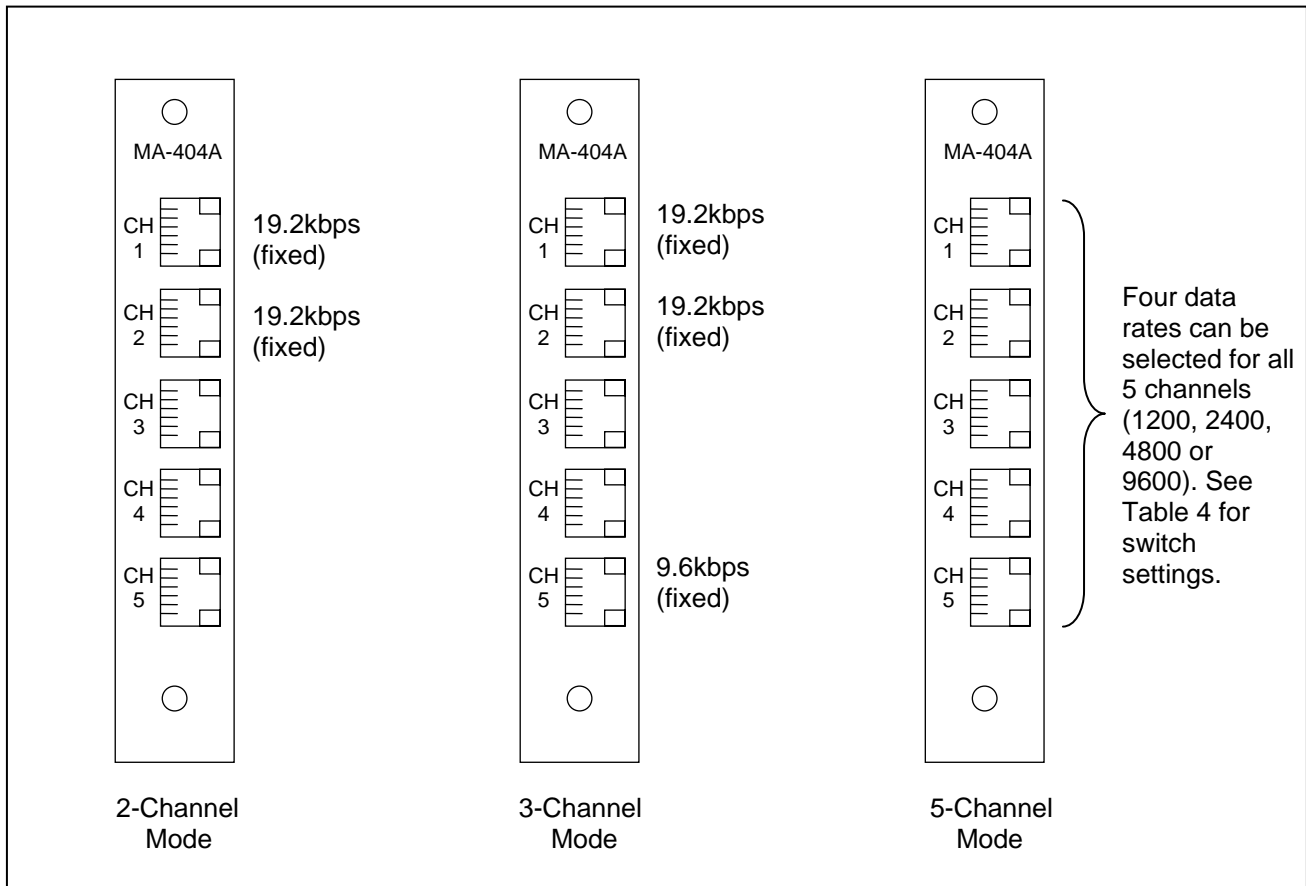 MA-404A
CH
1
19.2kbps
(fixed)
CH
2
19.2kbps
(fixed)
CH
3
CH
4
CH
5
2-Channel
Mode
MA-404A
CH
1
19.2kbps
(fixed)
CH
2
19.2kbps
(fixed)
CH
3
CH
4
CH
5
9.6kbps
(fixed)
3-Channel
Mode
MA-404A
CH
1
CH
2
CH
3
CH
4
CH
5
Four data
rates can be
selected for all
5 channels
(1200, 2400,
4800 or
9600). See
Table 4 for
switch
settings.
5-Channel
Mode